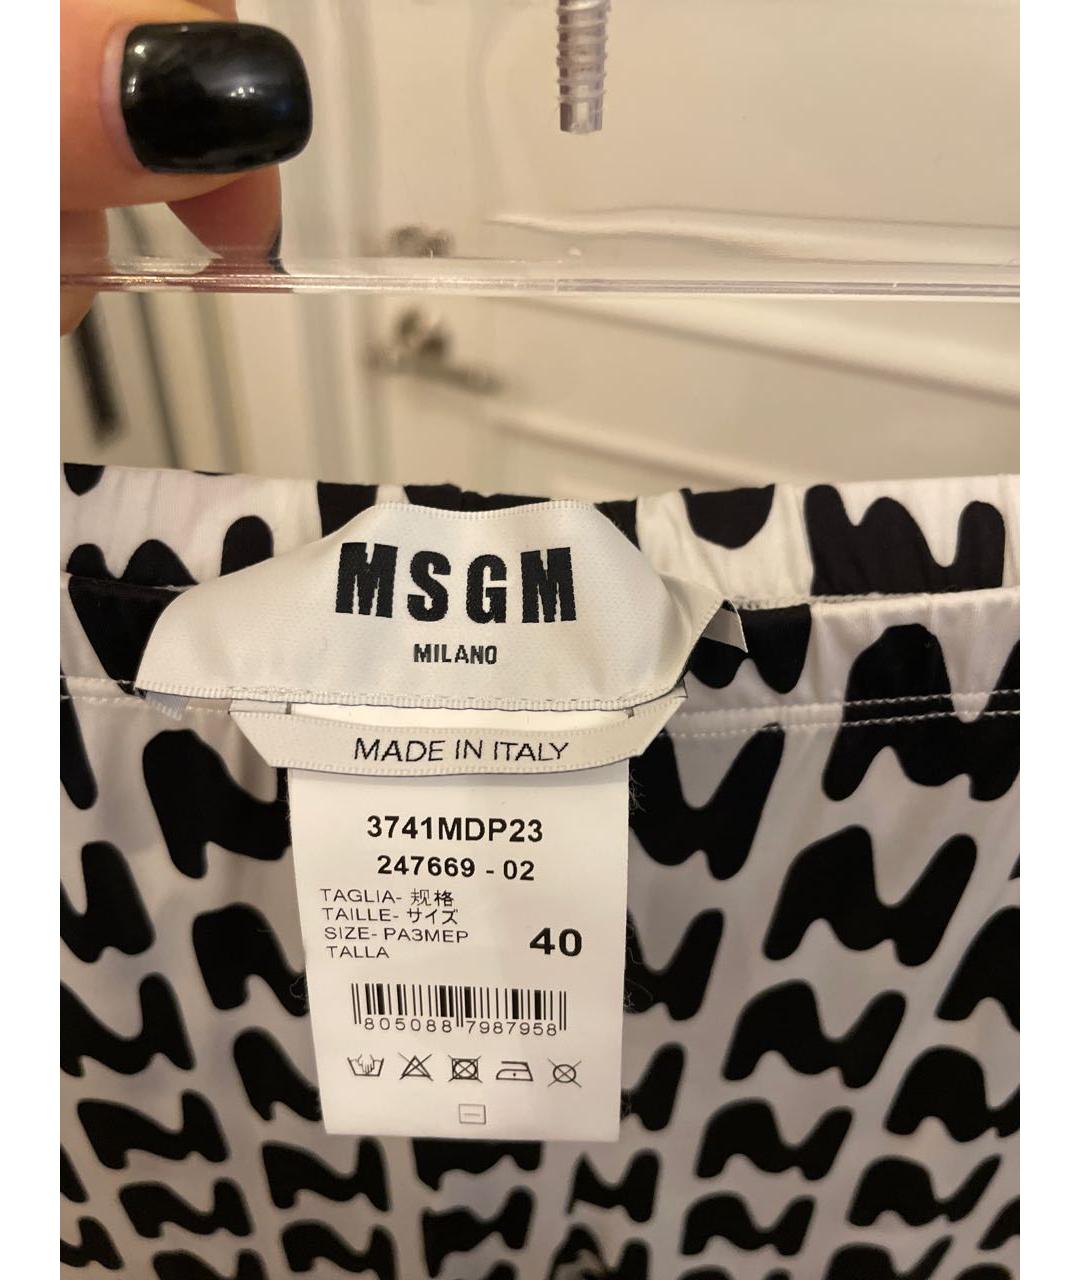 MSGM
MILANO
MADE IN ITALY
3741MDP23
247669 - 02
TAGLIA- 规格
TAILLE- サイズ
SIZE- РАЗМЕР
TALLA
40
805088 7987958